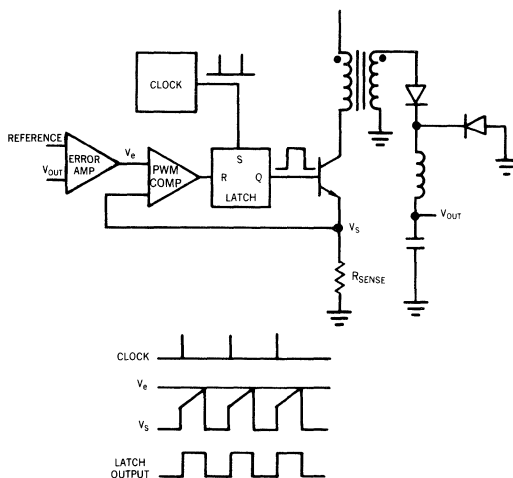 CLOCK
REFERENCE
VOUT
ERROR
AMP
Ve
PWM
COMP
S
R
Q
LATCH
VS
RSENSE
VOUT
CLOCK
Ve
VS
LATCH
OUTPUT